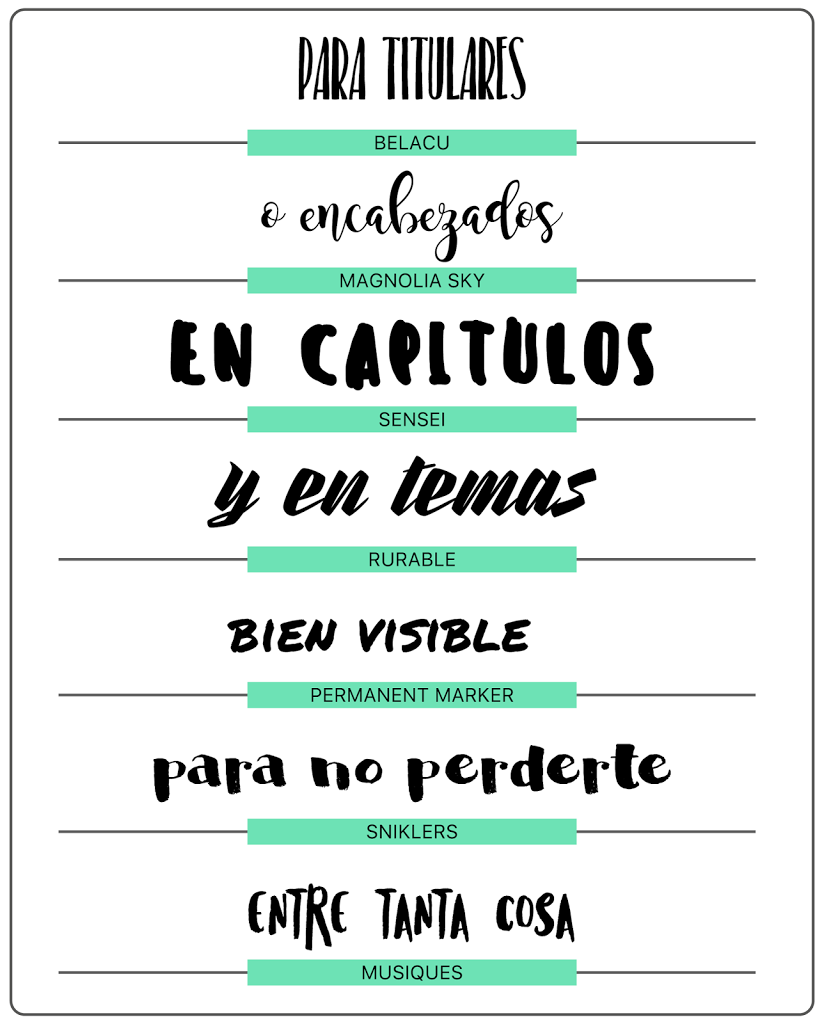 PARA TITULARES
BELACU
o encabezados
MAGNOLIA SKY
EN CAPITULOS
SENSEI
y en temas
RURABLE
BIEN VISIBLE
PERMANENT MARKER
para no perderte
SNIKLERS
ENTRE TANTA COSA
MUSIQUES